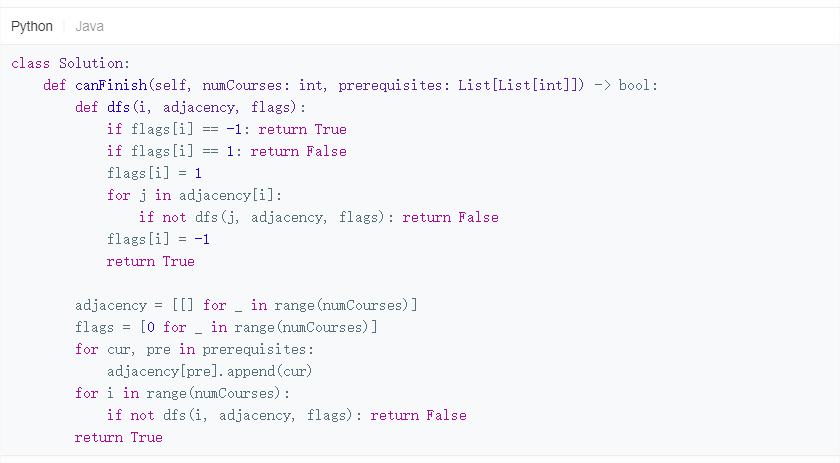 Python Java
class Solution:
    def canFinish(self, numCourses: int, prerequisites: List[List[int]]) -> bool:
        def dfs(i, adjacency, flags):
            if flags[i] == -1: return True
            if flags[i] == 1: return False
            flags[i] = 1
            for j in adjacency[i]:
                if not dfs(j, adjacency, flags): return False
            flags[i] = -1
            return True

        adjacency = [[] for _ in range(numCourses)]
        flags = [0 for _ in range(numCourses)]
        for cur, pre in prerequisites:
            adjacency[pre].append(cur)
        for i in range(numCourses):
            if not dfs(i, adjacency, flags): return False
        return True